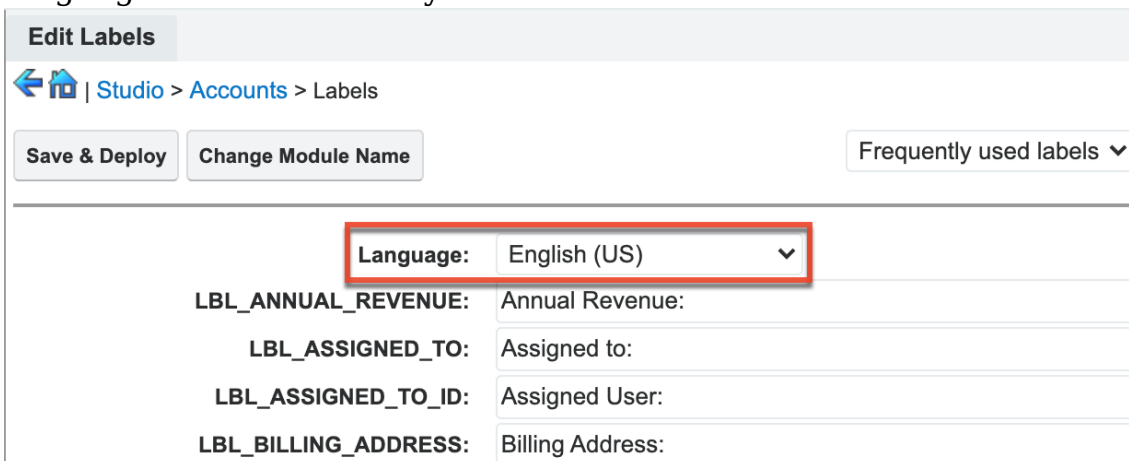 Edit Labels
| Studio > Accounts > Labels
Save & Deploy Change Module Name Frequently used labels
Language: English (US)
LBL_ANNUAL_REVENUE: Annual Revenue:
LBL_ASSIGNED_TO: Assigned to:
LBL_ASSIGNED_TO_ID: Assigned User:
LBL_BILLING_ADDRESS: Billing Address: